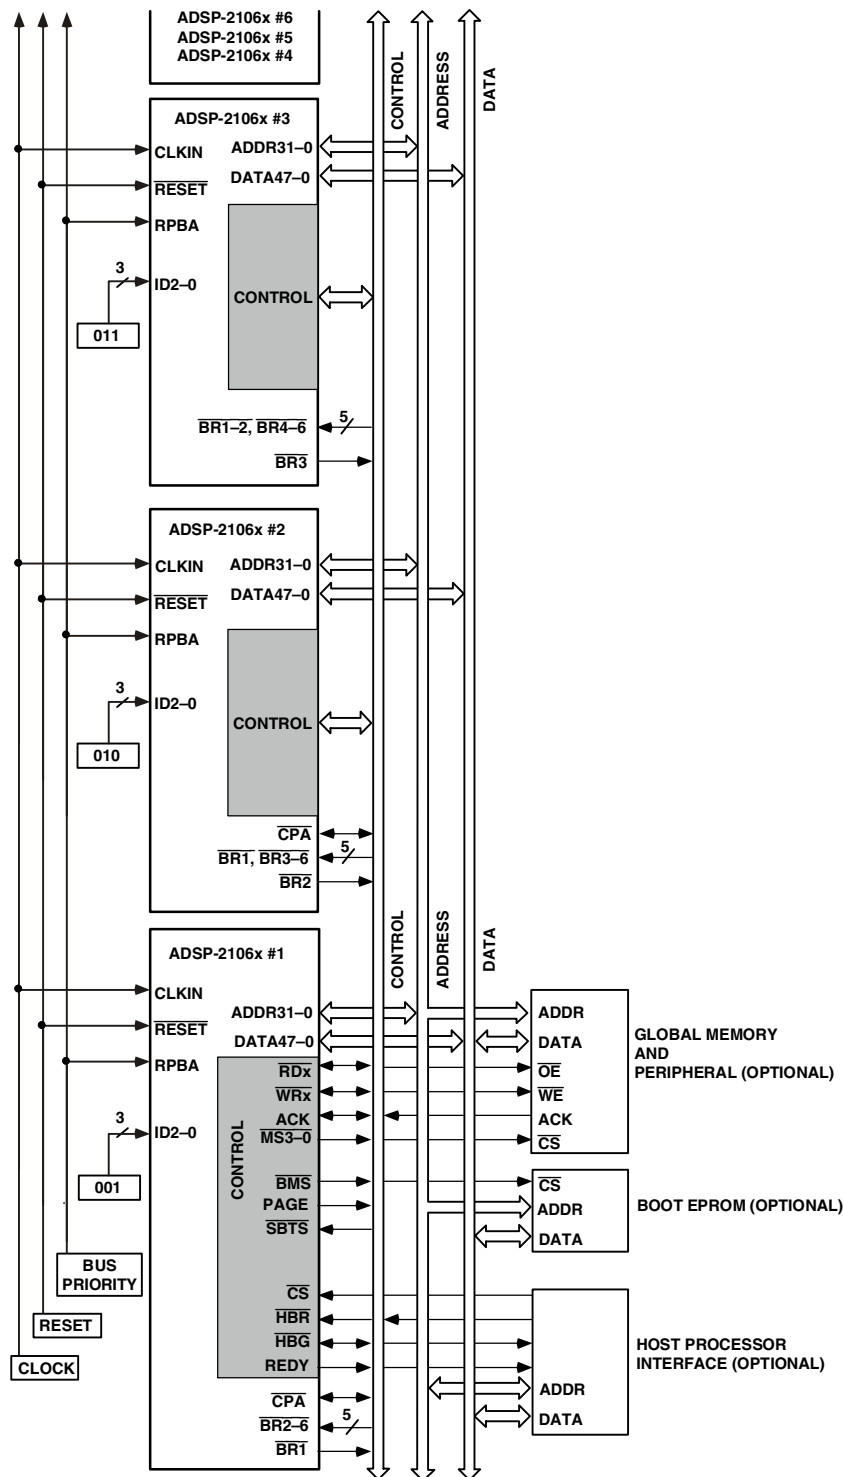 ADSP-2106x #6
ADSP-2106x #5
ADSP-2106x #4
CONTROL
ADDRESS
DATA
ADSP-2106x #3
CLKIN
ADDR31–0
RESET
DATA47–0
RPBA
3
ID2–0
CONTROL
011
BR1–2, BR4–6
5
BR3
ADSP-2106x #2
CLKIN
ADDR31–0
RESET
DATA47–0
RPBA
3
ID2–0
CONTROL
010
CPA
BR1, BR3–6
5
BR2
CONTROL
ADDRESS
DATA
ADSP-2106x #1
CLKIN
ADDR31–0
ADDR
RESET
DATA47–0
DATA
GLOBAL MEMORY
AND
PERIPHERAL (OPTIONAL)
RPBA
RDx
OE
WRx
WE
ACK
ACK
3
ID2–0
MS3–0
CS
CONTROL
001
BMS
CS
PAGE
ADDR
BOOT EPROM (OPTIONAL)
SBTS
DATA
BUS
PRIORITY
CS
RESET
HBR
HBG
HOST PROCESSOR
INTERFACE (OPTIONAL)
CLOCK
REDY
ADDR
CPA
DATA
BR2–6
5
BR1